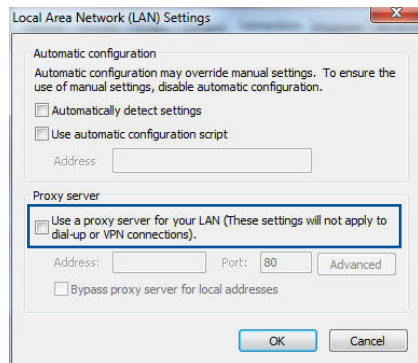 Local Area Network (LAN) Settings
Automatic configuration
Automatic configuration may override manual settings. To ensure the
use of manual settings, disable automatic configuration.
Automatically detect settings
Use automatic configuration script
Address
Proxy server
Use a proxy server for your LAN (These settings will not apply to
dial-up or VPN connections).
Address: Port: 80 Advanced
Bypass proxy server for local addresses
OK Cancel